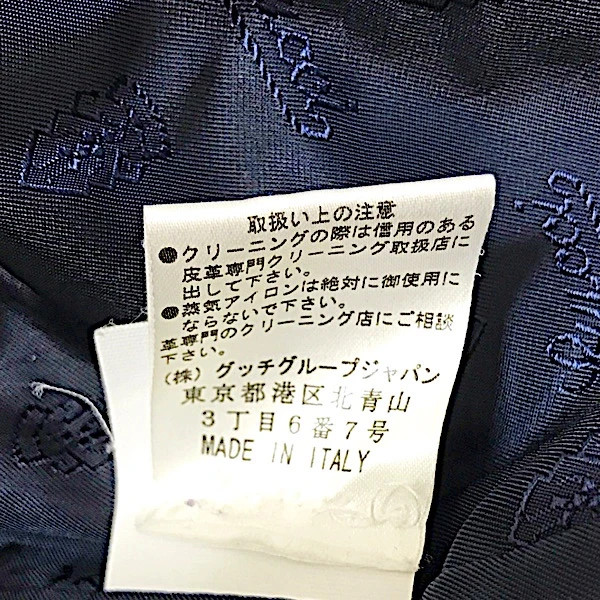 取扱い上の注意
●クリーニングの際は信用のある
皮革専門クリーニング取扱店に
出して下さい。
●蒸気アイロンは絶対に御使用に
ならないで下さい。
革専門のクリーニング店にご相談
下さい。
(株)グッチグループジャパン
東京都港区北青山
3丁目6番7号
MADE IN ITALY